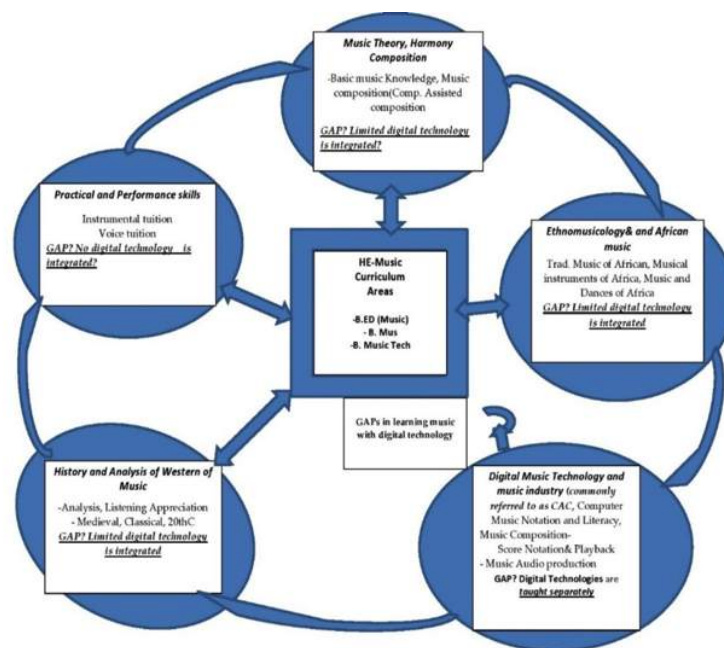 Music Theory, Harmony
Composition
-Basic music Knowledge, Music
composition(Comp. Assisted
composition
GAP? Limited digital technology
is integrated?
Practical and Performance skills
Instrumental tuition
Voice tuition
GAP? No digital technology is
integrated?
HE-Music
Curriculum
Areas
-B.ED (Music)
- B. Mus
-B. Music Tech
Ethnomusicology& and African
music
Trad. Music of African, Musical
instruments of Africa, Music and
Dances of Africa
GAP? Limited digital technology
is integrated
GAPs in learning music
with digital technology
History and Analysis of Western of
Music
-Analysis, Listening Appreciation
- Medieval, Classical, 20thC
GAP? Limited digital technology
is integrated
Digital Music Technology and
music industry (commonly
referred to as CAC, Computer
Music Notation and Literacy,
Music Composition-
Score Notation& Playback
- Music Audio production
GAP? Digital Technologies are
taught separately